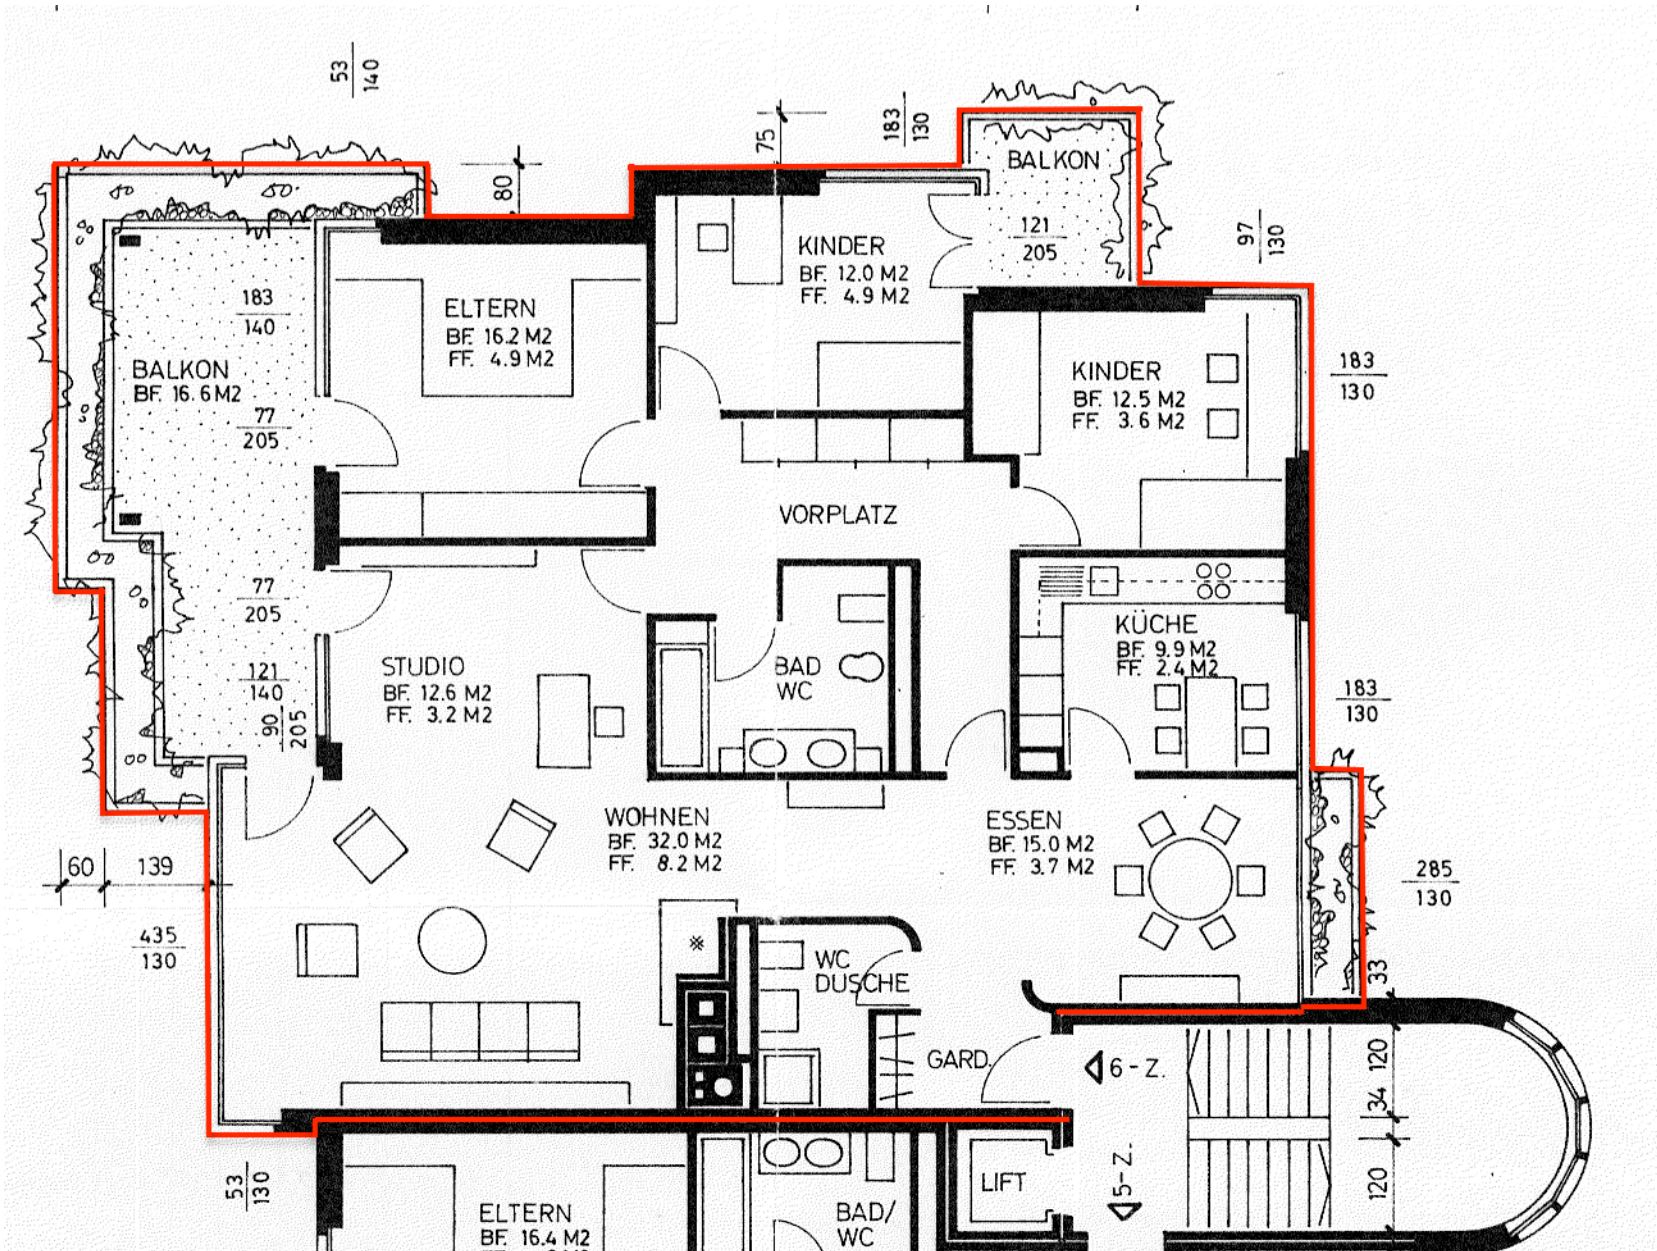 53
140
75
183
130
BALKON
80
121
205
97
130
KINDER
BF. 12.0 M2
FF. 4.9 M2
183
140
ELTERN
BF. 16.2 M2
FF. 4.9 M2
BALKON
BF. 16.6 M2
77
205
KINDER
BF. 12.5 M2
FF. 3.6 M2
183
130
VORPLATZ
77
205
KÜCHE
BF. 9.9 M2
FF. 2.4 M2
STUDIO
BF. 12.6 M2
FF. 3.2 M2
BAD
WC
121
140
90
205
183
130
WOHNEN
BF. 32.0 M2
FF. 8.2 M2
ESSEN
BF. 15.0 M2
FF. 3.7 M2
60
139
285
130
435
130
WC
DUSCHE
33
GARD.
6-Z.
120
34
120
5-Z.
LIFT
53
130
ELTERN
BF. 16.4 M2
BAD/
WC